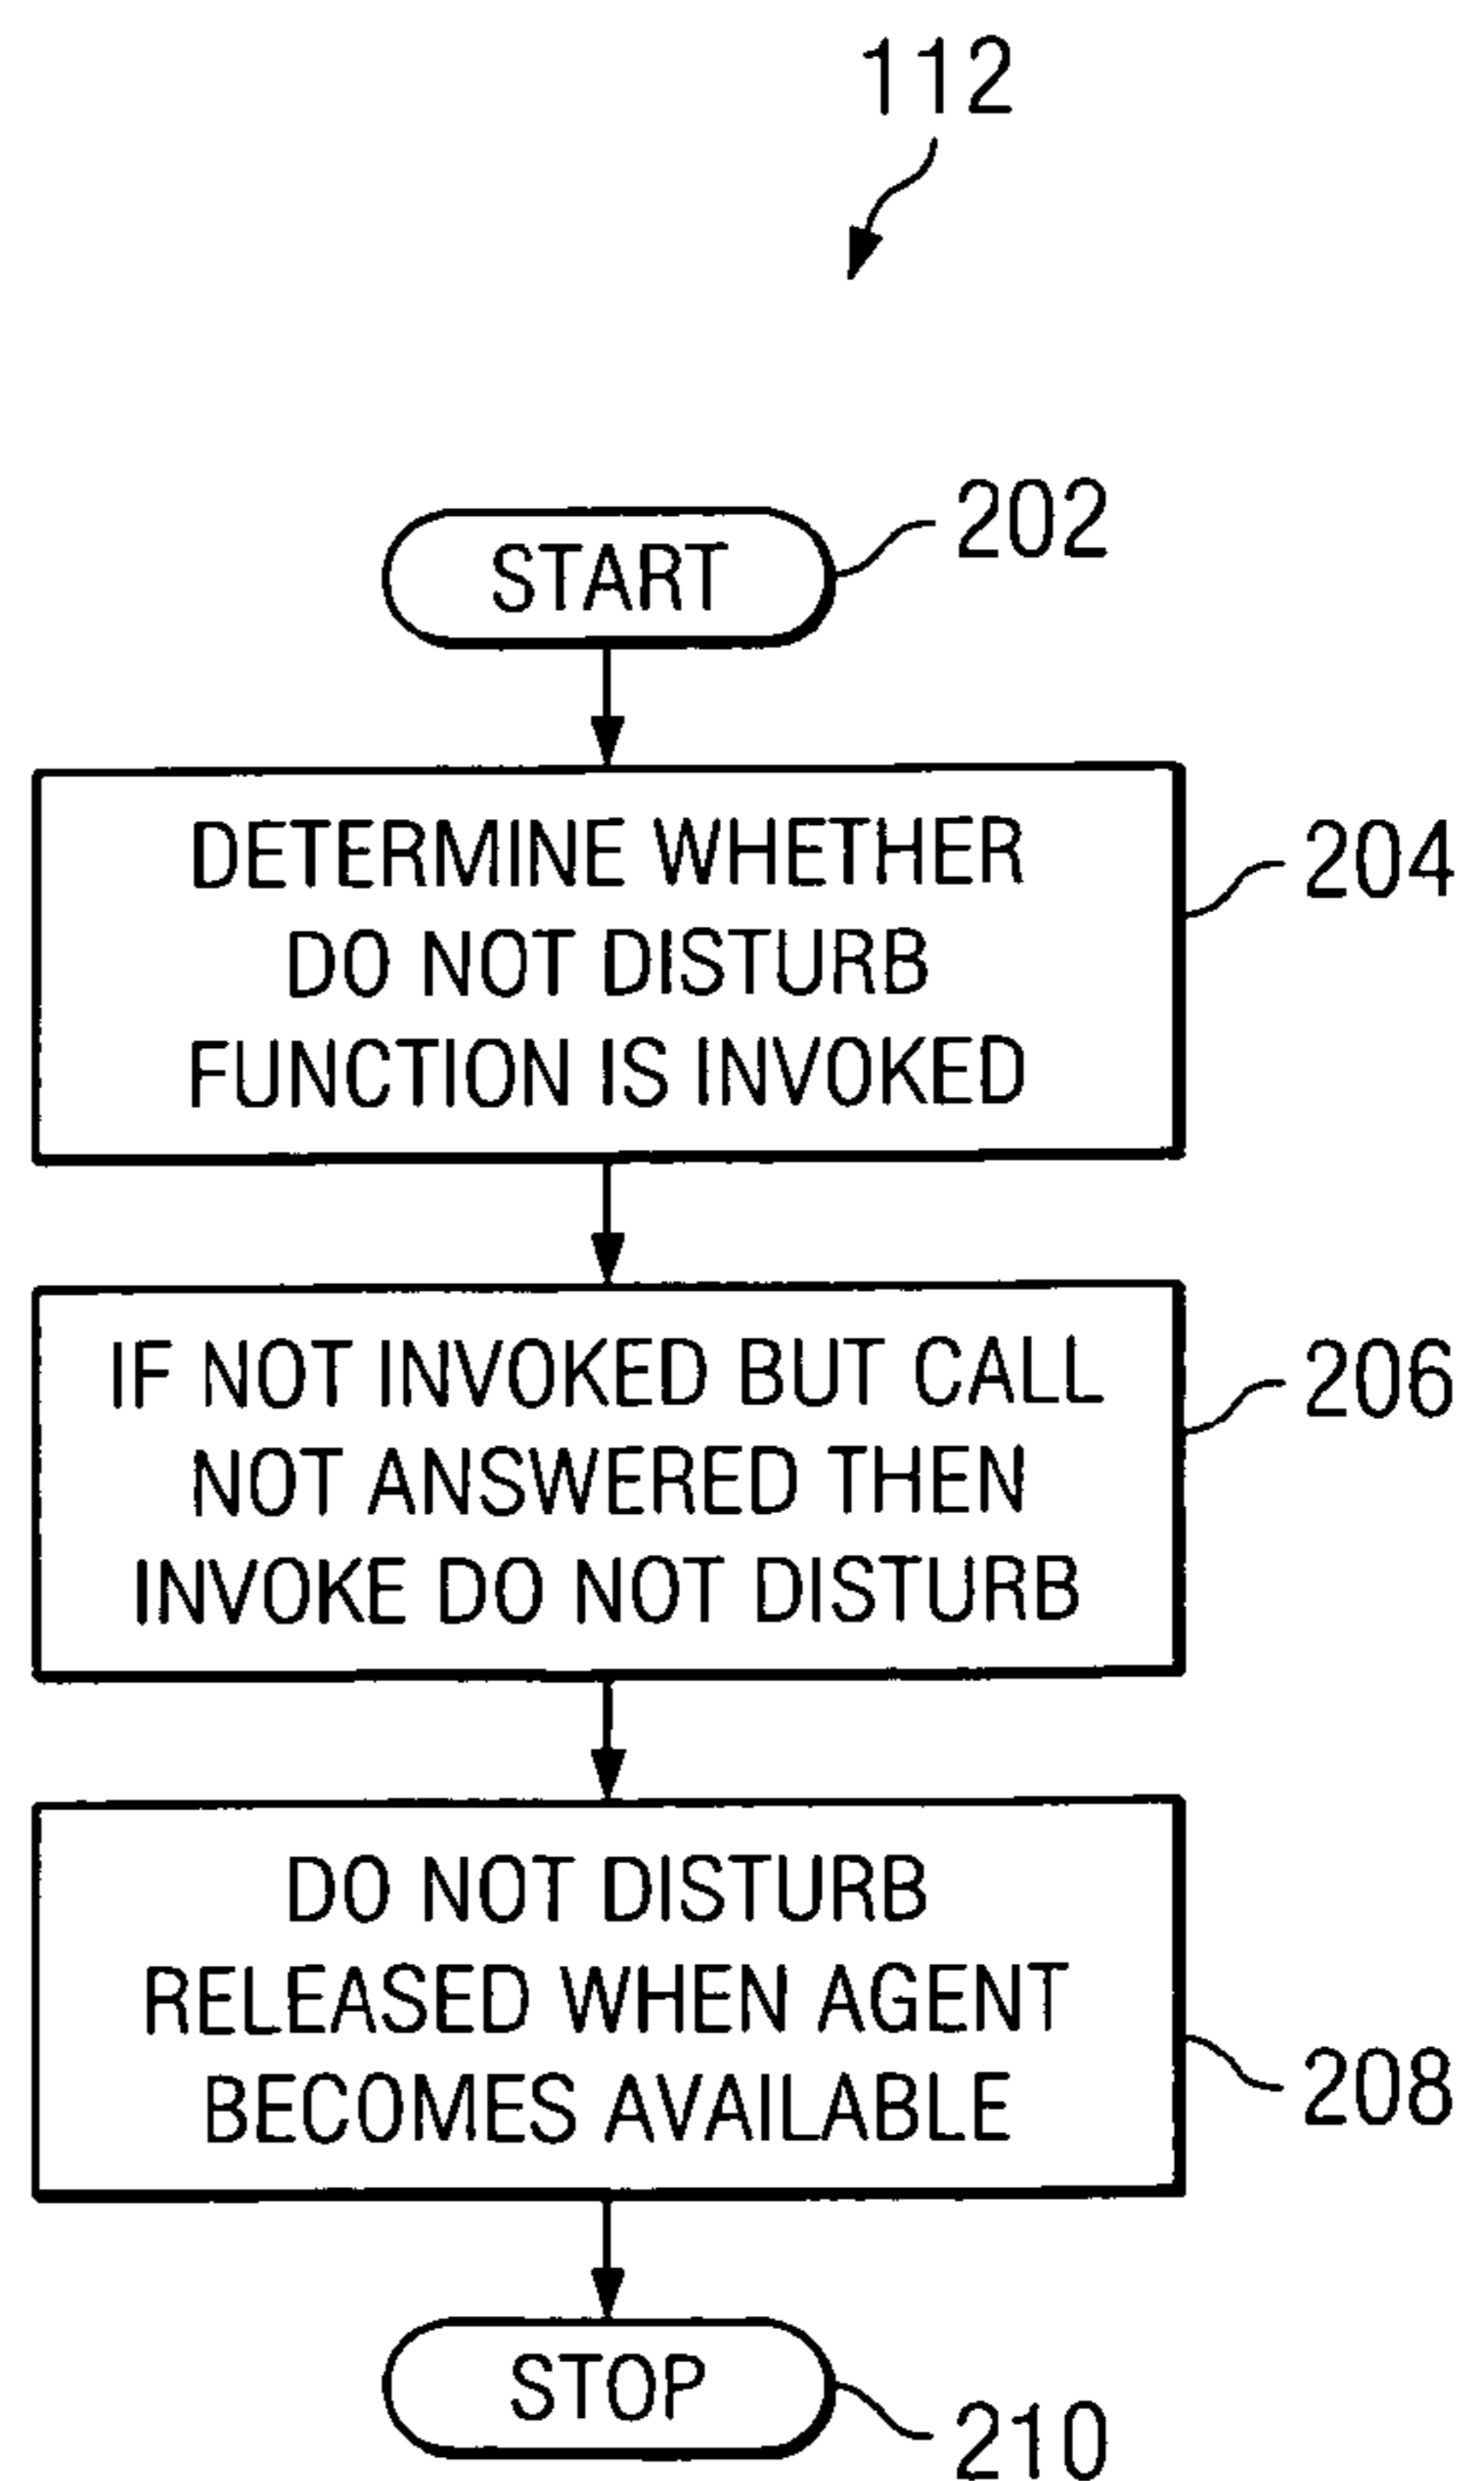 112
START
202
DETERMINE WHETHER
DO NOT DISTURB
FUNCTION IS INVOKED
204
IF NOT INVOKED BUT CALL
NOT ANSWERED THEN
INVOKE DO NOT DISTURB
206
DO NOT DISTURB
RELEASED WHEN AGENT
BECOMES AVAILABLE
208
STOP
210